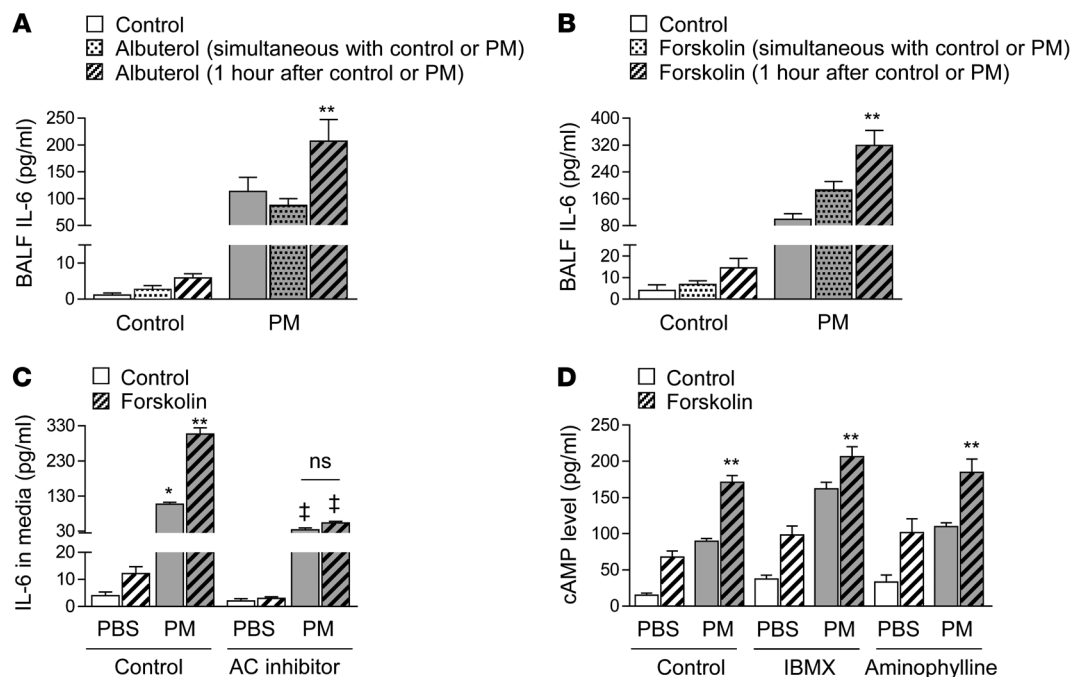 A
Control
Albuterol (simultaneous with control or PM)
Albuterol (1 hour after control or PM)
BALF IL-6 (pg/ml)
250
200
150
100
50
10
0
**
Control
PM
B
Control
Forskolin (simultaneous with control or PM)
Forskolin (1 hour after control or PM)
BALF IL-6 (pg/ml)
400
320
240
160
80
20
10
0
**
Control
PM
C
Control
Forskolin
IL-6 in media (pg/ml)
330
230
130
30
20
10
0
*
**
ns
‡
‡
PBS
PM
PBS
PM
Control
AC inhibitor
D
Control
Forskolin
cAMP level (pg/ml)
250
200
150
100
50
0
**
**
**
PBS
PM
PBS
PM
PBS
PM
Control
IBMX
Aminophylline